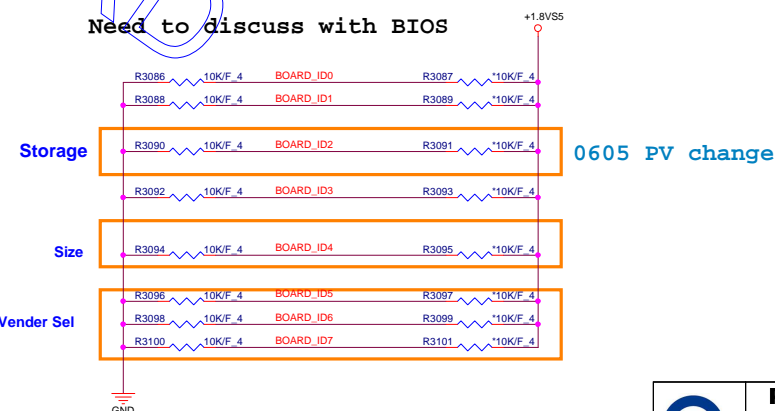 Need to discuss with BIOS
+1.8VS5
R3086 10K/F_4 BOARD_ID0 R3087 *10K/F_4
R3088 10K/F_4 BOARD_ID1 R3089 *10K/F_4
Storage R3090 10K/F_4 BOARD_ID2 R3091 *10K/F_4 0605 PV change
R3092 10K/F_4 BOARD_ID3 R3093 *10K/F_4
Size R3094 10K/F_4 BOARD_ID4 R3095 *10K/F_4
R3096 10K/F_4 BOARD_ID5 R3097 *10K/F_4
Vender Sel R3098 10K/F_4 BOARD_ID6 R3099 *10K/F_4
R3100 10K/F_4 BOARD_ID7 R3101 *10K/F_4
GND